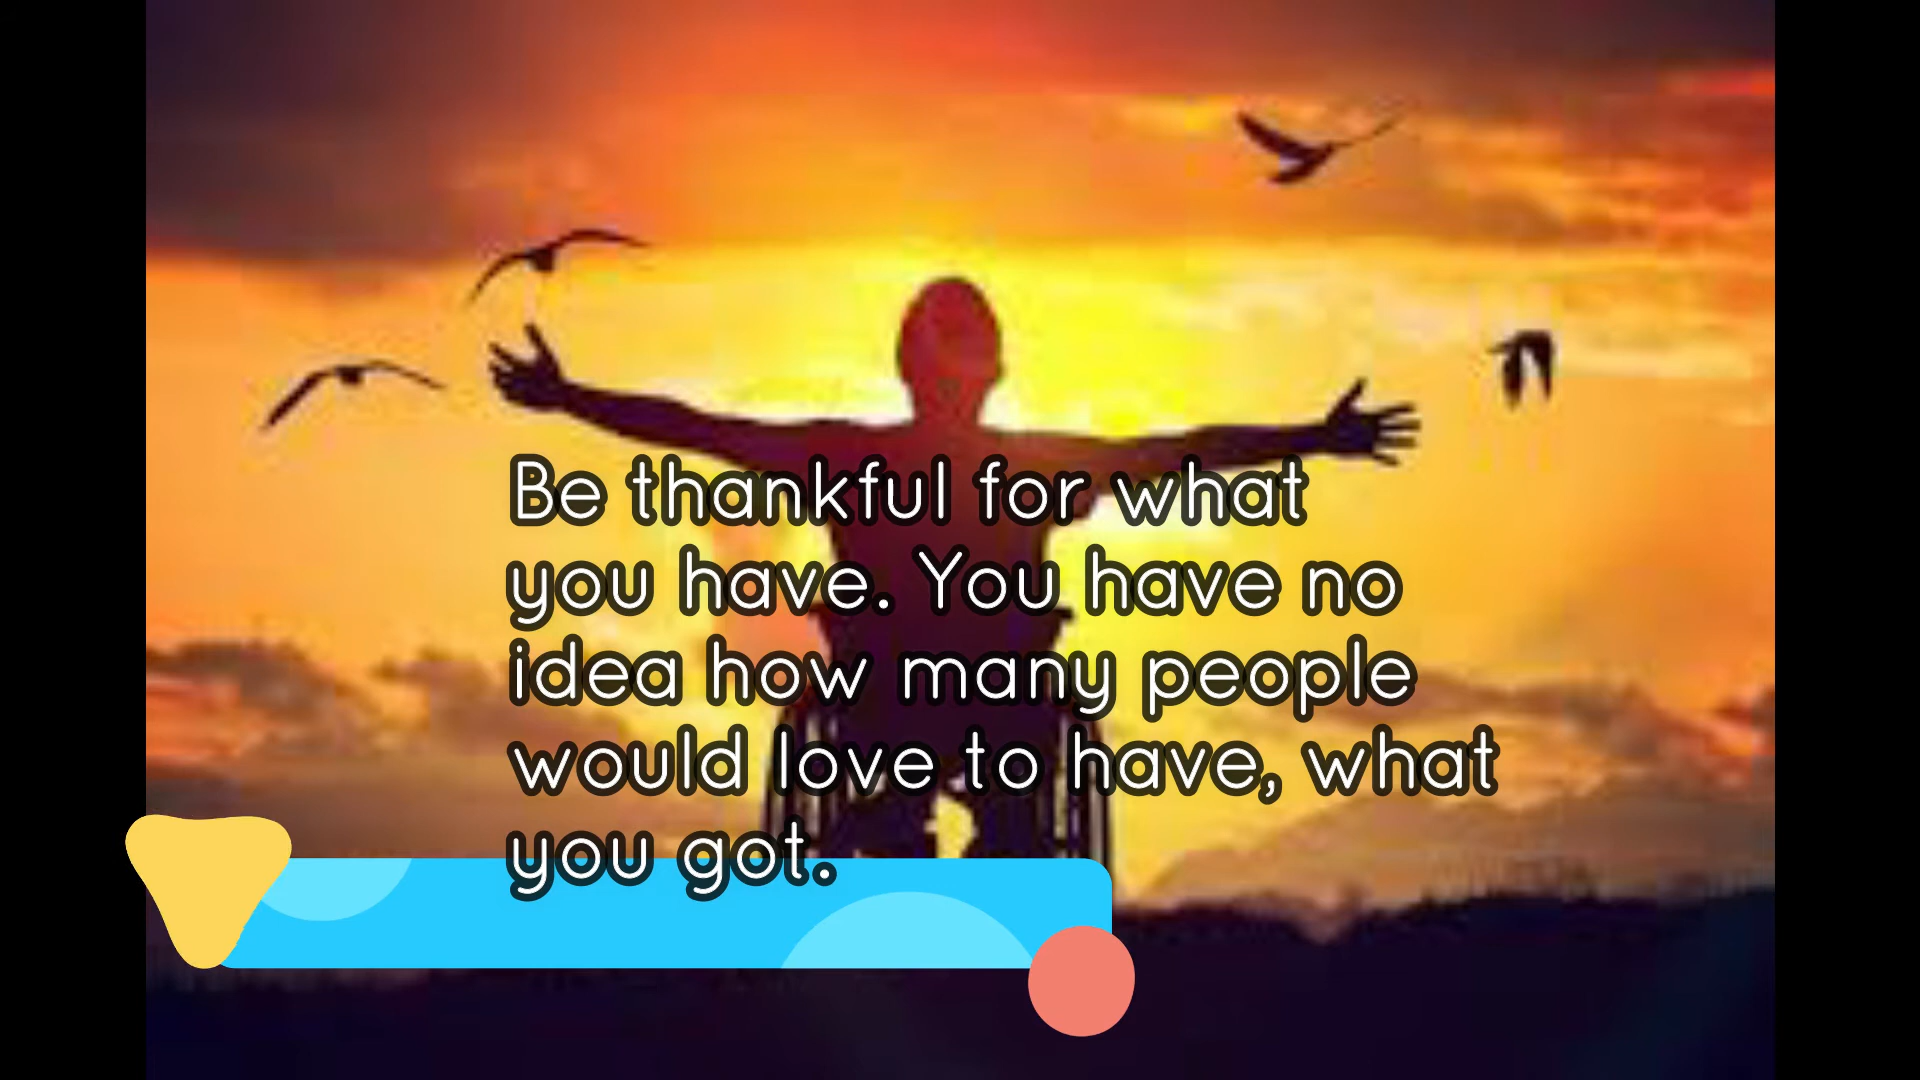 Be thankful for what
you have. You have no
idea how many people
would love to have, what
you got.